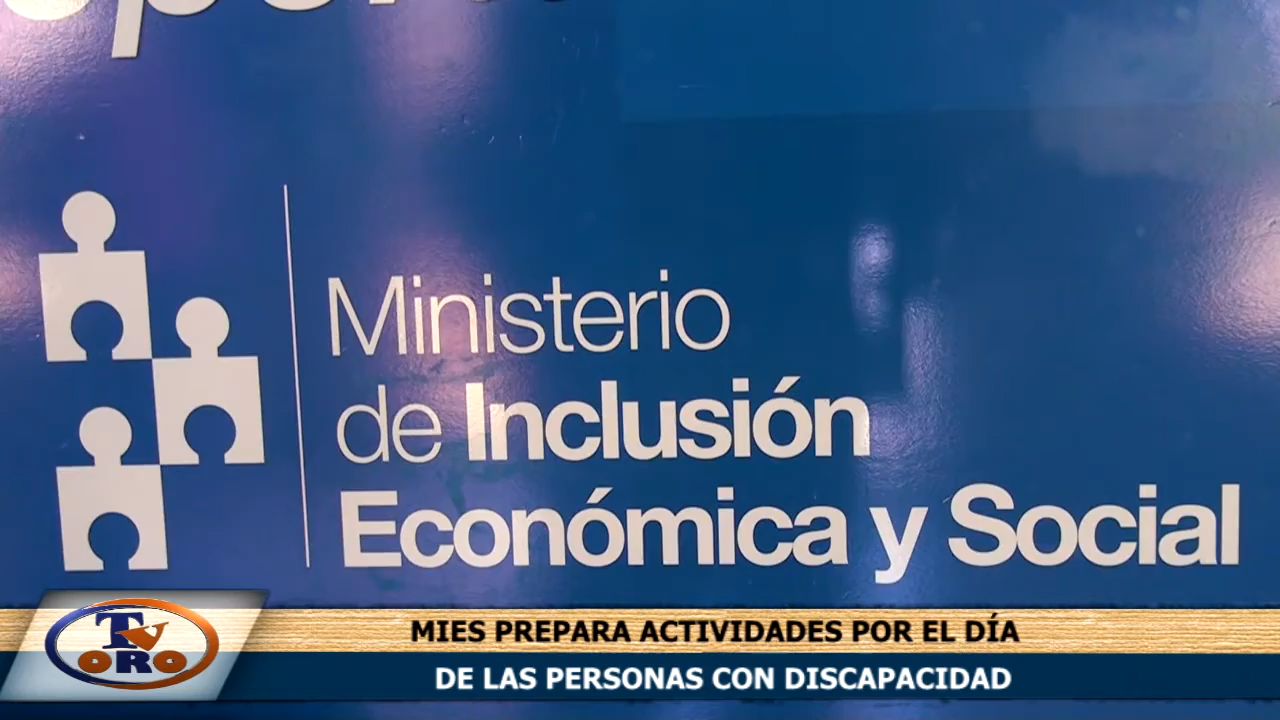 Ministerio
de Inclusión
Económica y Social
MIES PREPARA ACTIVIDADES POR EL DÍA
DE LAS PERSONAS CON DISCAPACIDAD
TV
ORO